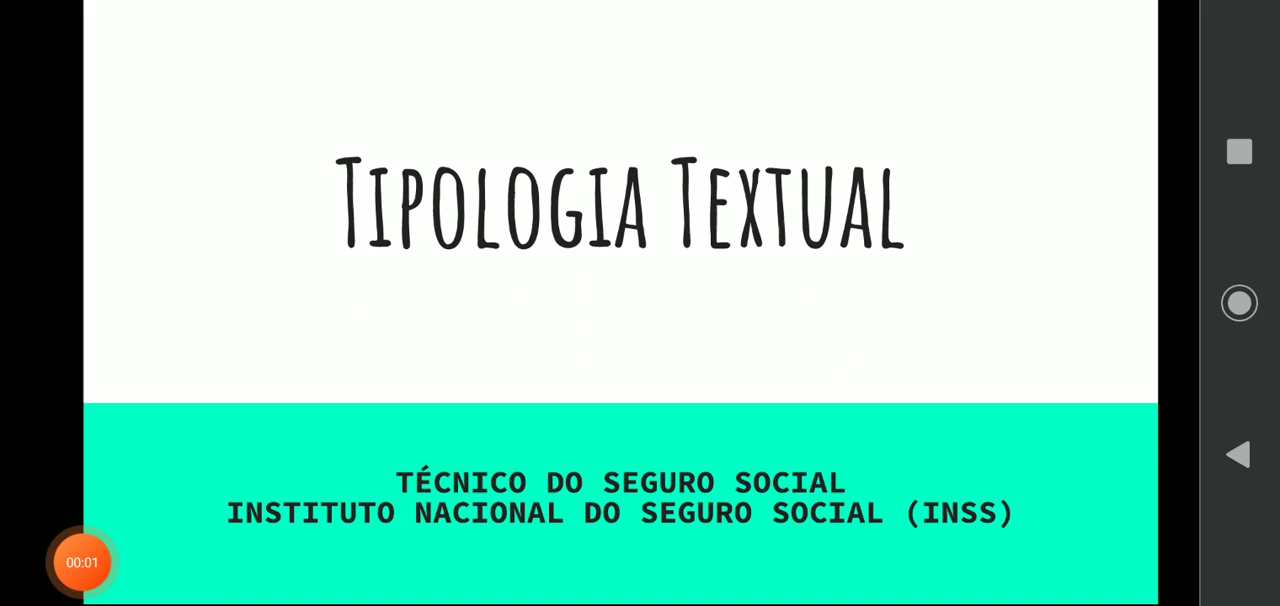 Tipologia Textual
TÉCNICO DO SEGURO SOCIAL
INSTITUTO NACIONAL DO SEGURO SOCIAL (INSS)
00:01